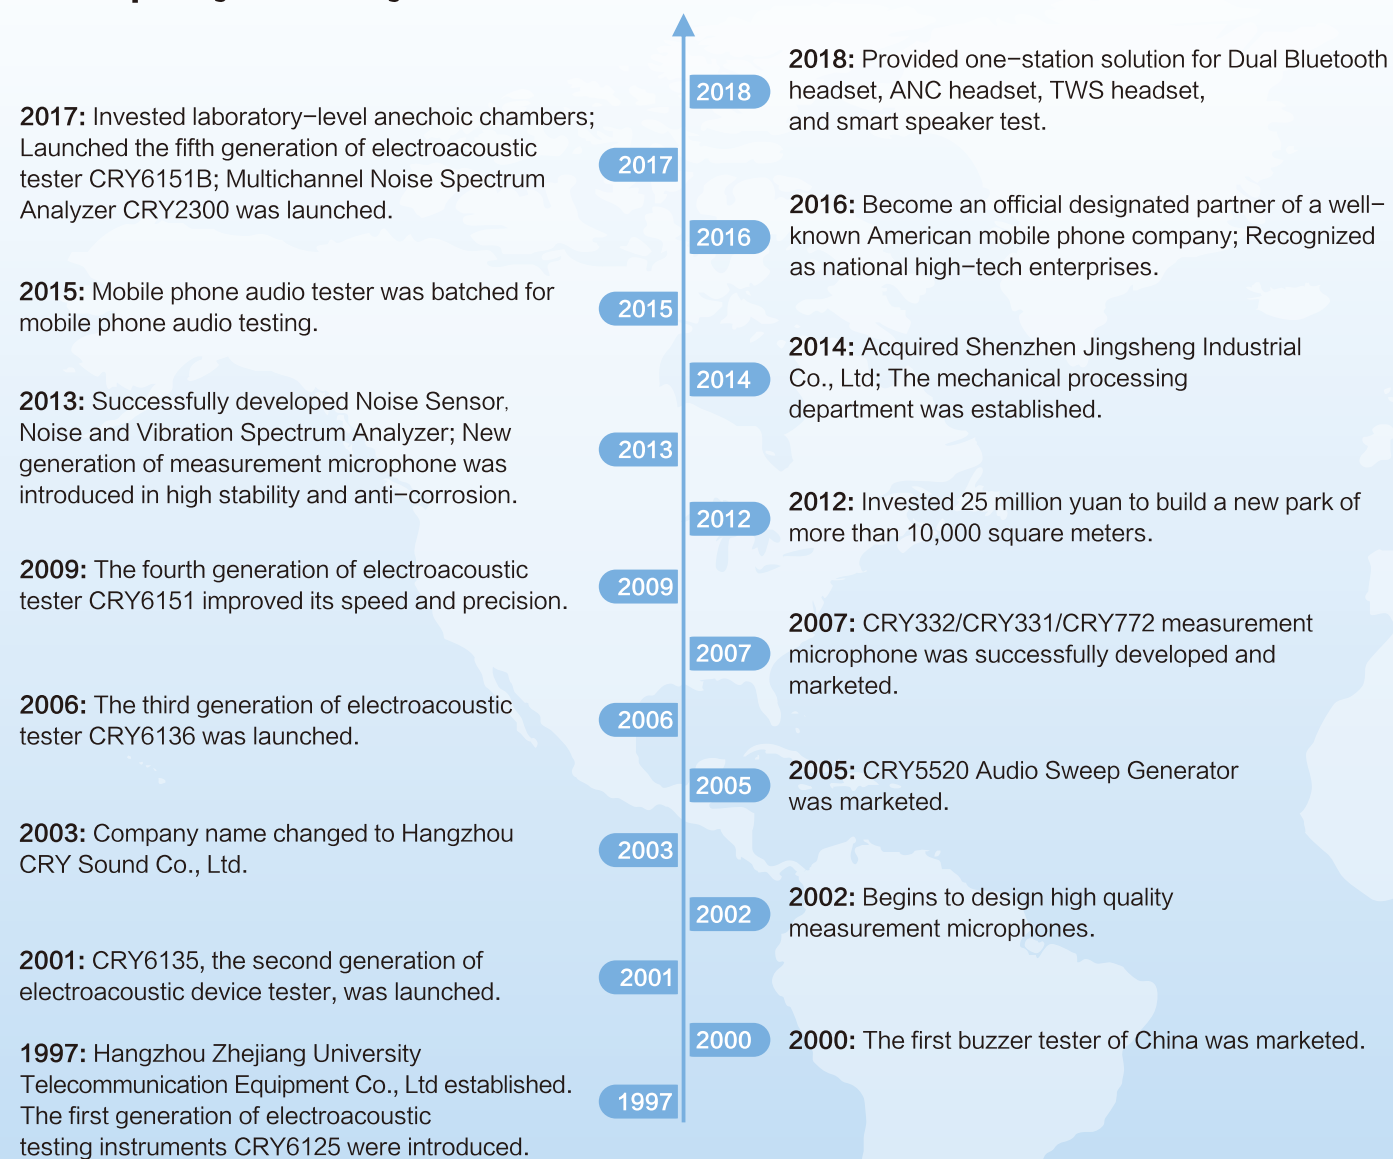 2018: Provided one-station solution for Dual Bluetooth
headset, ANC headset, TWS headset,
and smart speaker test.
2018
2017: Invested laboratory-level anechoic chambers;
Launched the fifth generation of electroacoustic
tester CRY6151B; Multichannel Noise Spectrum
Analyzer CRY2300 was launched.
2017
2016: Become an official designated partner of a well-
known American mobile phone company; Recognized
as national high-tech enterprises.
2016
2015: Mobile phone audio tester was batched for
mobile phone audio testing.
2015
2014: Acquired Shenzhen Jingsheng Industrial
Co., Ltd; The mechanical processing
department was established.
2014
2013: Successfully developed Noise Sensor,
Noise and Vibration Spectrum Analyzer; New
generation of measurement microphone was
introduced in high stability and anti-corrosion.
2013
2012: Invested 25 million yuan to build a new park of
more than 10,000 square meters.
2012
2009: The fourth generation of electroacoustic
tester CRY6151 improved its speed and precision.
2009
2007: CRY332/CRY331/CRY772 measurement
microphone was successfully developed and
marketed.
2007
2006: The third generation of electroacoustic
tester CRY6136 was launched.
2006
2005: CRY5520 Audio Sweep Generator
was marketed.
2005
2003: Company name changed to Hangzhou
CRY Sound Co., Ltd.
2003
2002: Begins to design high quality
measurement microphones.
2002
2001: CRY6135, the second generation of
electroacoustic device tester, was launched.
2001
2000: The first buzzer tester of China was marketed.
2000
1997: Hangzhou Zhejiang University
Telecommunication Equipment Co., Ltd established.
The first generation of electroacoustic
testing instruments CRY6125 were introduced.
1997